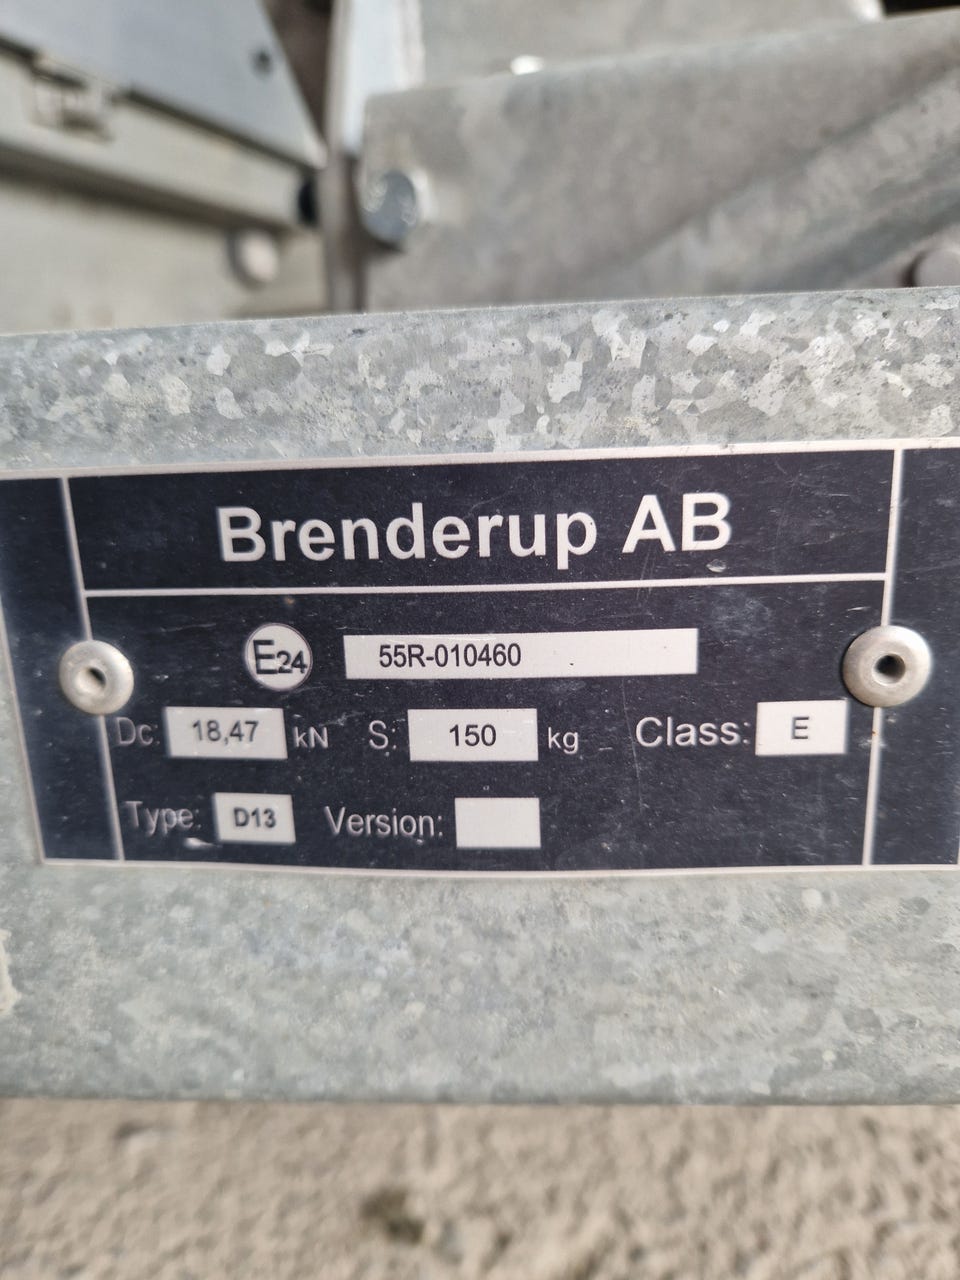 Brenderup AB
E24 55R-010460
Dc: 18,47 kN S: 150 kg Class: E
Type: D13 Version: